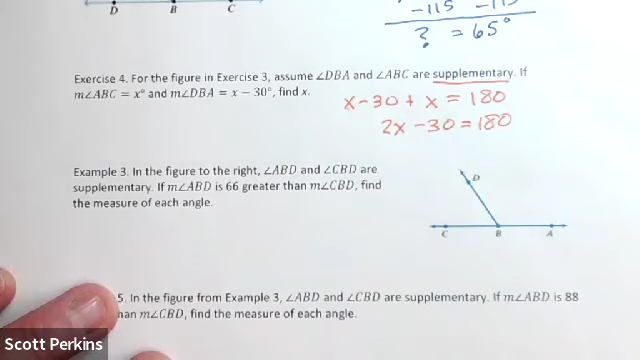 D B C
-115 -115
? = 65°
Exercise 4. For the figure in Exercise 3, assume ∠DBA and ∠ABC are supplementary. If
m∠ABC = x° and m∠DBA = x − 30°, find x.
x-30 + x = 180
2x - 30 = 180
Example 3. In the figure to the right, ∠ABD and ∠CBD are
supplementary. If m∠ABD is 66 greater than m∠CBD, find
the measure of each angle.
D
C B A
5. In the figure from Example 3, ∠ABD and ∠CBD are supplementary. If m∠ABD is 88
han m∠CBD, find the measure of each angle.
Scott Perkins